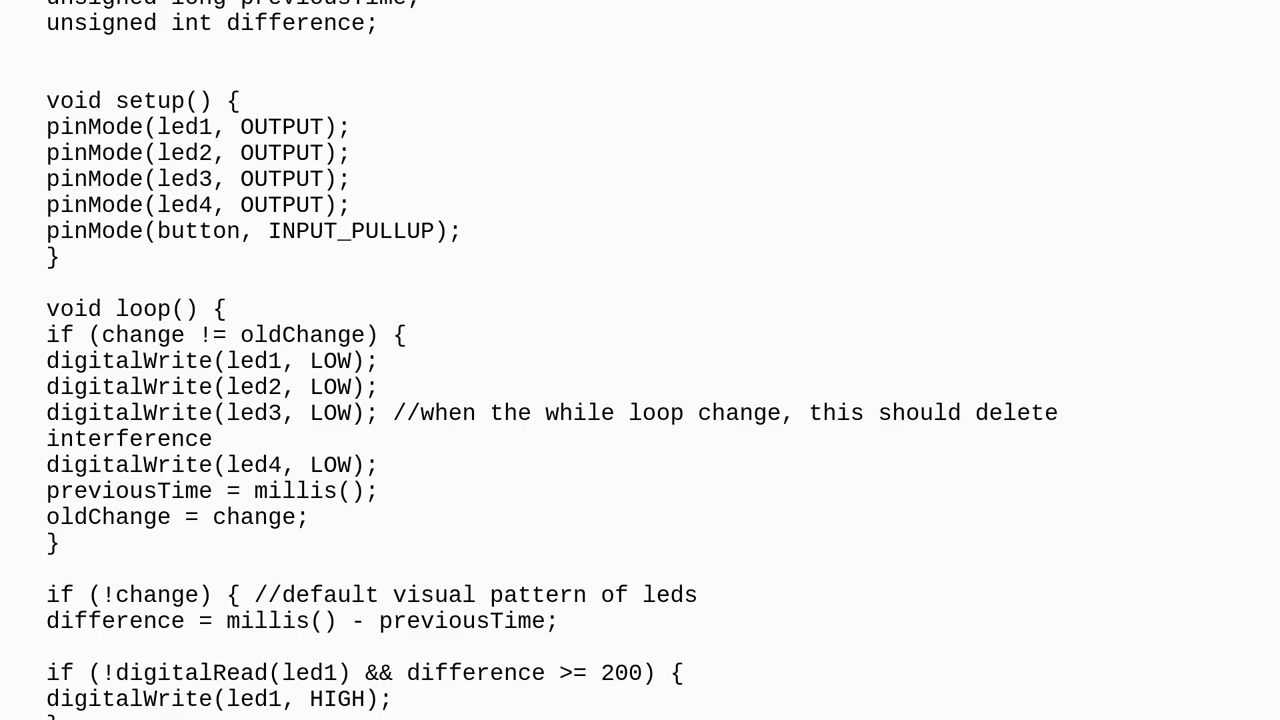 unsigned long previousTime;
unsigned int difference;
void setup() {
pinMode(led1, OUTPUT);
pinMode(led2, OUTPUT);
pinMode(led3, OUTPUT);
pinMode(led4, OUTPUT);
pinMode(button, INPUT_PULLUP);
}
void loop() {
if (change != oldChange) {
digitalWrite(led1, LOW);
digitalWrite(led2, LOW);
digitalWrite(led3, LOW); //when the while loop change, this should delete
interference
digitalWrite(led4, LOW);
previousTime = millis();
oldChange = change;
}
if (!change) { //default visual pattern of leds
difference = millis() - previousTime;
if (!digitalRead(led1) && difference >= 200) {
digitalWrite(led1, HIGH);
}